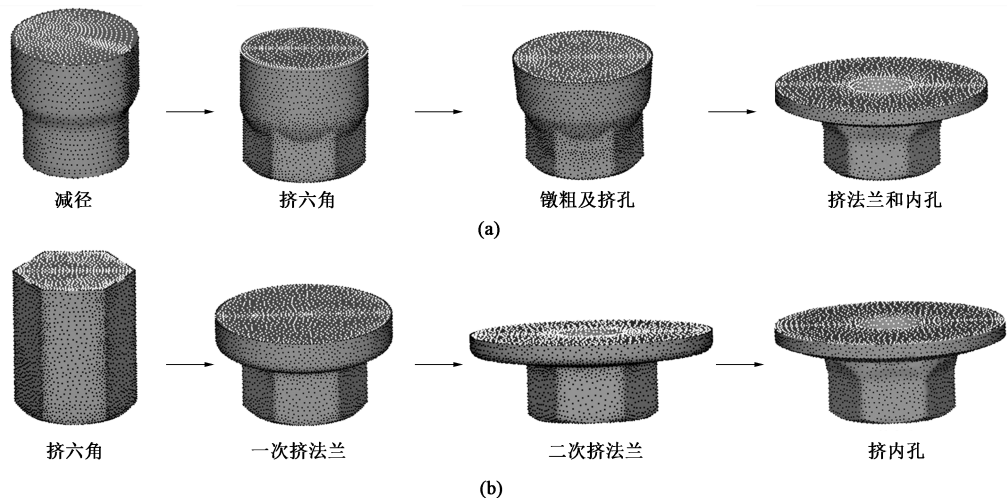 减径
挤六角
镦粗及挤孔
挤法兰和内孔
(a)
挤六角
一次挤法兰
二次挤法兰
挤内孔
(b)